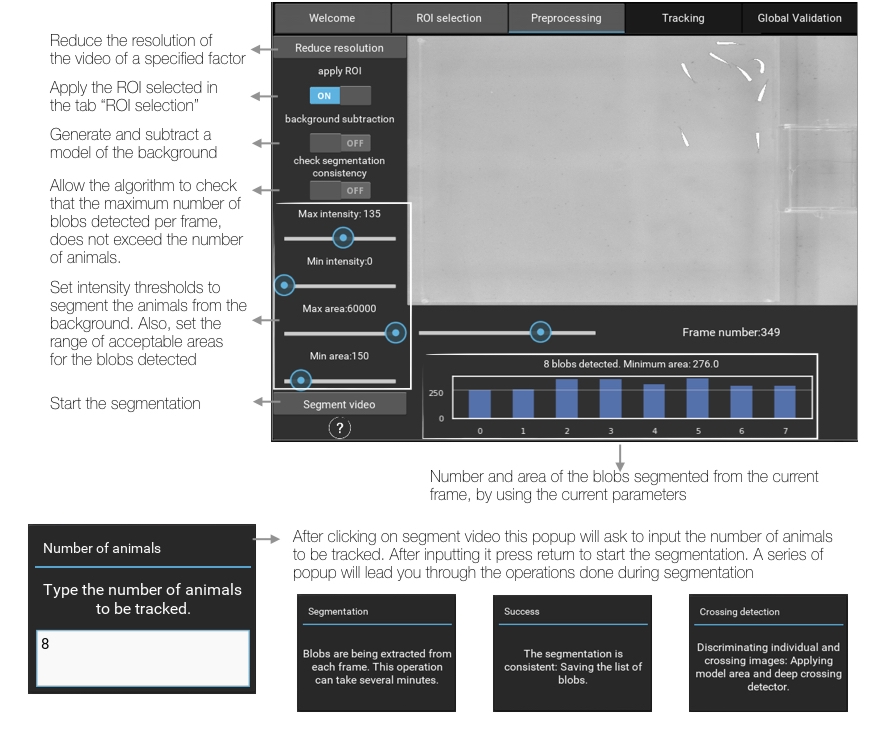 Welcome
ROI selection
Preprocessing
Tracking
Global Validation
Reduce the resolution of
the video of a specified factor
Reduce resolution
Apply the ROI selected in
the tab “ROI selection”
apply ROI
ON
Generate and subtract a
model of the background
background subtraction
OFF
Allow the algorithm to check
that the maximum number of
blobs detected per frame,
does not exceed the number
of animals.
check segmentation
consistency
OFF
Set intensity thresholds to
segment the animals from the
background. Also, set the
range of acceptable areas
for the blobs detected
Max intensity: 135
Min intensity:0
Max area:60000
Min area:150
Start the segmentation
Segment video
?
Frame number:349
8 blobs detected. Minimum area: 276.0
250
0
0 1 2 3 4 5 6 7
Number and area of the blobs segmented from the current
frame, by using the current parameters
Number of animals
Type the number of animals
to be tracked.
8
After clicking on segment video this popup will ask to input the number of animals
to be tracked. After inputting it press return to start the segmentation. A series of
popup will lead you through the operations done during segmentation
Segmentation
Blobs are being extracted from
each frame. This operation
can take several minutes.
Success
The segmentation is
consistent: Saving the list of
blobs.
Crossing detection
Discriminating individual and
crossing images: Applying
model area and deep crossing
detector.